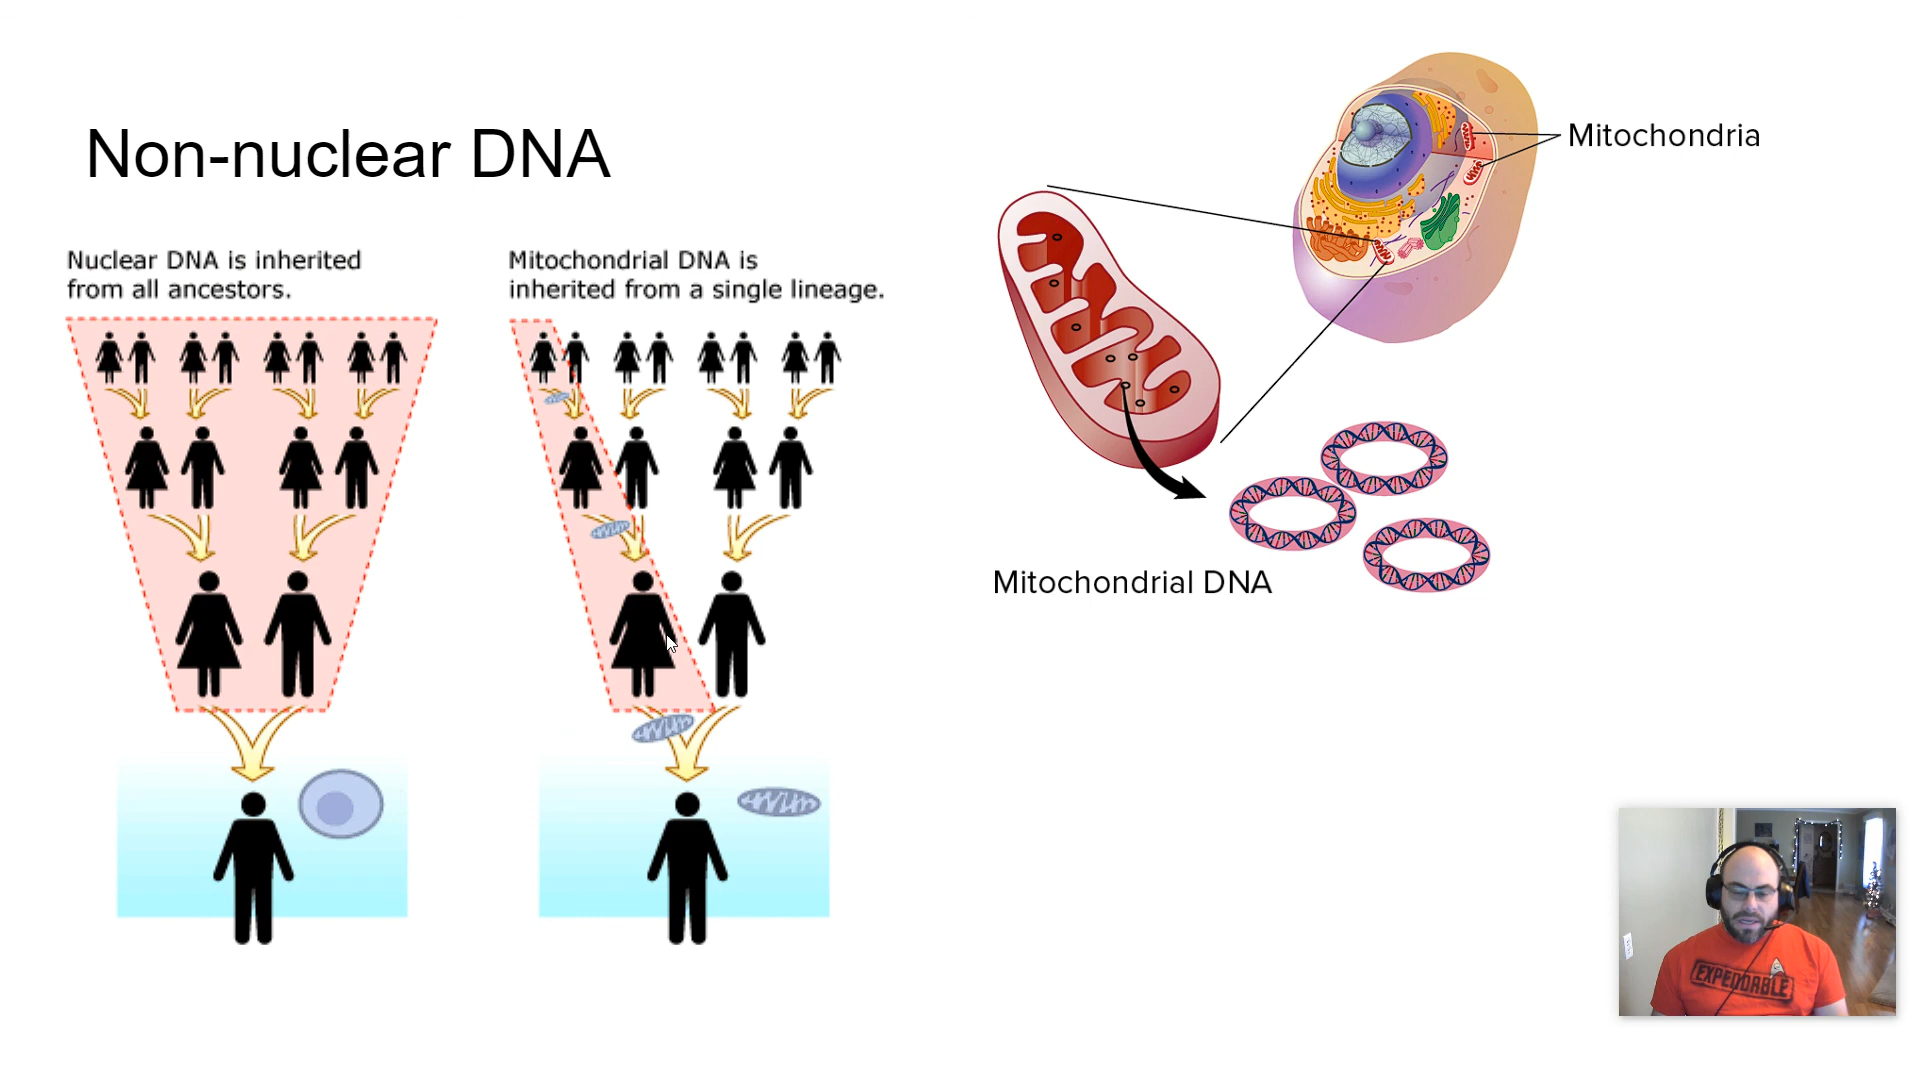 Non-nuclear DNA
Nuclear DNA is inherited
from all ancestors.
Mitochondrial DNA is
inherited from a single lineage.
Mitochondria
Mitochondrial DNA
EXPENDABLE